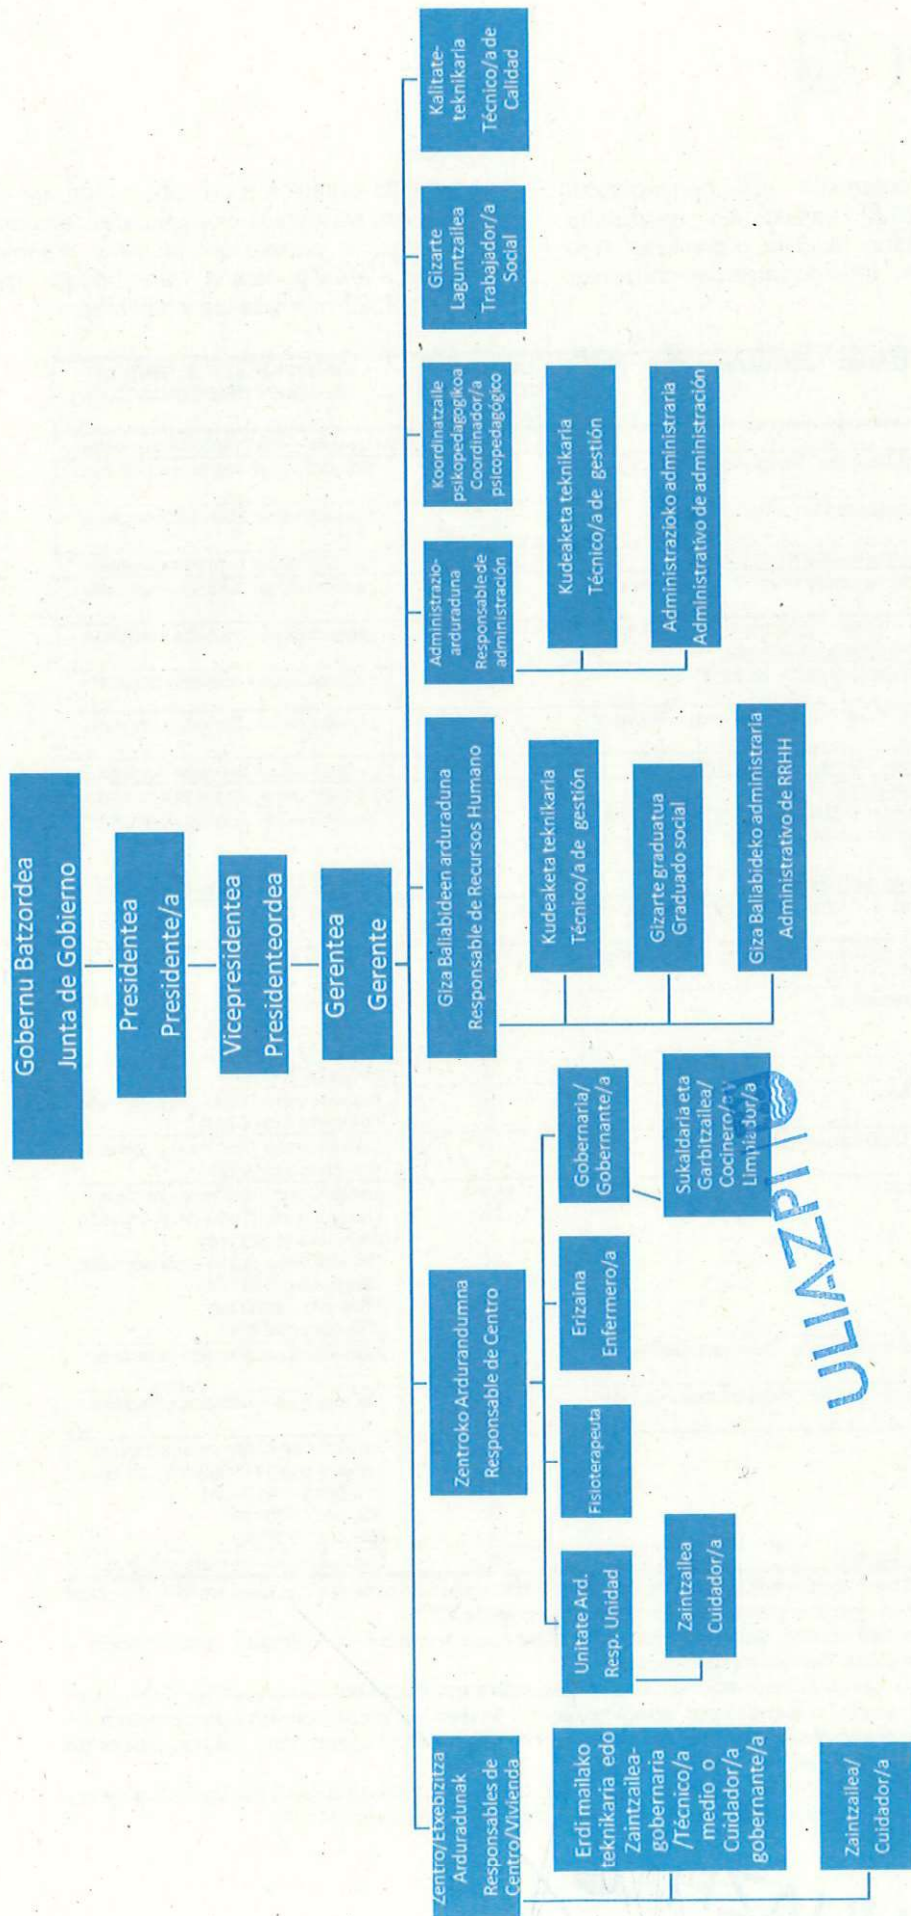 Gobernu Batzordea
Junta de Gobierno
Presidentea
Presidente/a
Vicepresidentea
Presidenteordea
Gerentea
Gerente
Zentro/Etxebizitza
Arduradunak
Responsables de
Centro/Vivienda
Erdi mailako
teknikaria edo
Zaintzailea-
gobernaria
/Técnico/a
medio o
Cuidador/a
gobernante/a
Zaintzailea/
Cuidador/a
Zentroko Ardurandumna
Responsable de Centro
Unitate Ard.
Resp. Unidad
Zaintzailea
Cuidador/a
Fisioterapeuta
Erizaina
Enfermero/a
Gobernaria/
Gobernante/a
Sukaldaria eta
Garbitzailea/
Cocinero/a y
Limpiador/a
Giza Baliabideen arduraduna
Responsable de Recursos Humano
Kudeaketa teknikaria
Técnico/a de gestión
Gizarte graduatua
Graduado social
Giza Baliabideko administraria
Administrativo de RRHH
Administrazio-
arduraduna
Responsable de
administración
Kudeaketa teknikaria
Técnico/a de gestión
Administrazioko administraria
Administrativo de administración
Koordinatzaile
psikopedagogikoa
Coordinador/a
psicopedagógico
Gizarte
Laguntzailea
Trabajador/a
Social
Kalitate-
teknikaria
Técnico/a de
Calidad
ULIAZPI